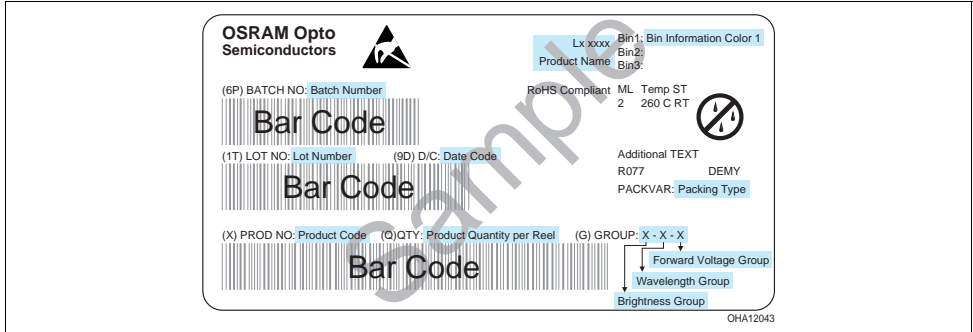 OSRAM Opto
Semiconductors
Lx xxxx
Product Name
Bin1: Bin Information Color 1
Bin2:
Bin3:
(6P) BATCH NO: Batch Number
Bar Code
RoHS Compliant
ML Temp ST
2 260 C RT
(1T) LOT NO: Lot Number (9D) D/C: Date Code
Bar Code
Additional TEXT
R077 DEMY
PACKVAR: Packing Type
(X) PROD NO: Product Code (Q)QTY: Product Quantity per Reel (G) GROUP: X - X - X
Bar Code
Forward Voltage Group
Wavelength Group
Brightness Group
Sample
OHA12043